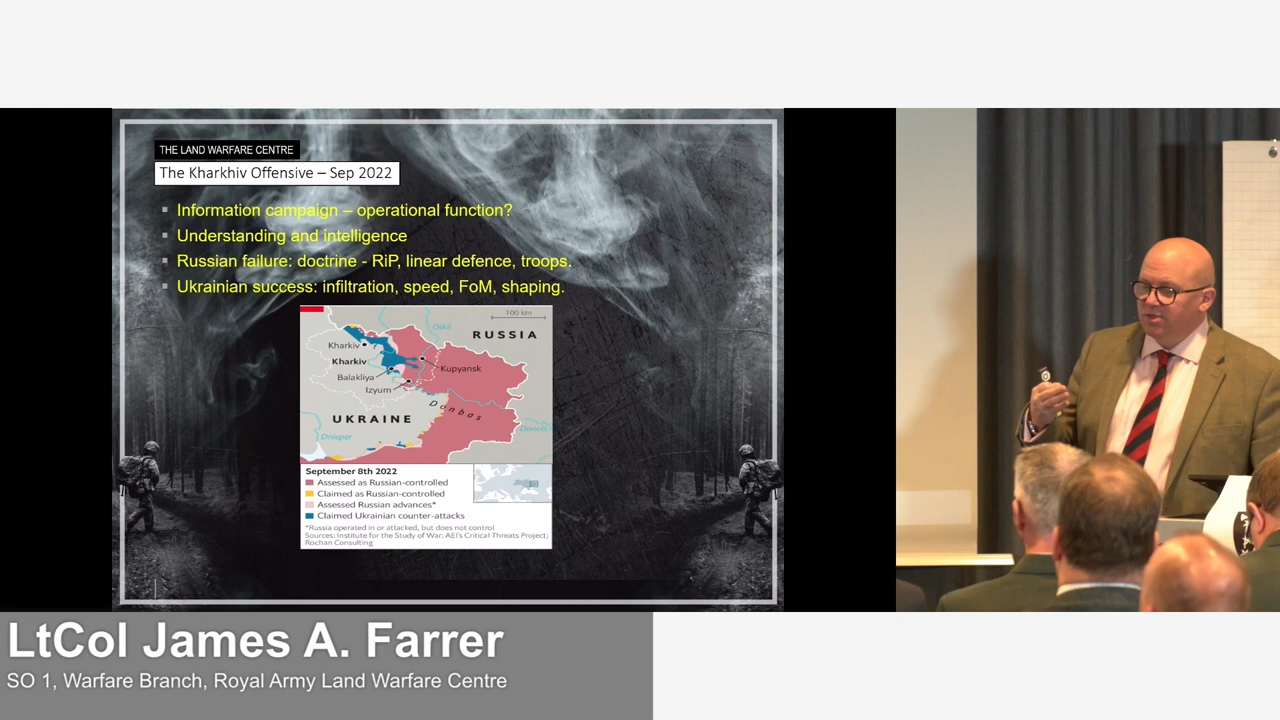 THE LAND WARFARE CENTRE
The Kharkhiv Offensive – Sep 2022
Information campaign – operational function?
Understanding and intelligence
Russian failure: doctrine - RiP, linear defence, troops.
Ukrainian success: infiltration, speed, FoM, shaping.
100 km
Oskil
RUSSIA
Kharkiv
Kharkiv
Kupyansk
Balakliya
Izyum
Donbas
UKRAINE
Dnieper
Donets
September 8th 2022
Assessed as Russian-controlled
Claimed as Russian-controlled
Assessed Russian advances*
Claimed Ukrainian counter-attacks
*Russia operated in or attacked, but does not control
Sources: Institute for the Study of War; AEI's Critical Threats Project;
Rochan Consulting
LtCol James A. Farrer
SO 1, Warfare Branch, Royal Army Land Warfare Centre